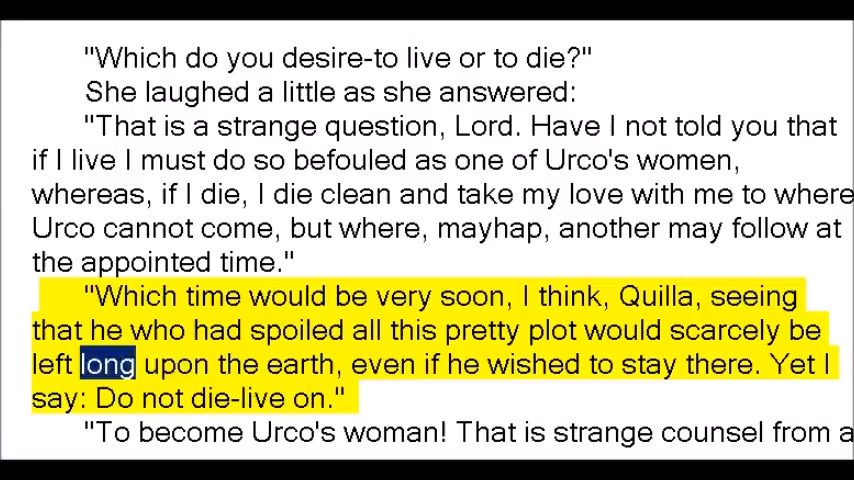 "Which do you desire-to live or to die?"
She laughed a little as she answered:
"That is a strange question, Lord. Have I not told you that
if I live I must do so befouled as one of Urco's women,
whereas, if I die, I die clean and take my love with me to where
Urco cannot come, but where, mayhap, another may follow at
the appointed time."
"Which time would be very soon, I think, Quilla, seeing
that he who had spoiled all this pretty plot would scarcely be
left long upon the earth, even if he wished to stay there. Yet I
say: Do not die-live on."
"To become Urco's woman! That is strange counsel from a